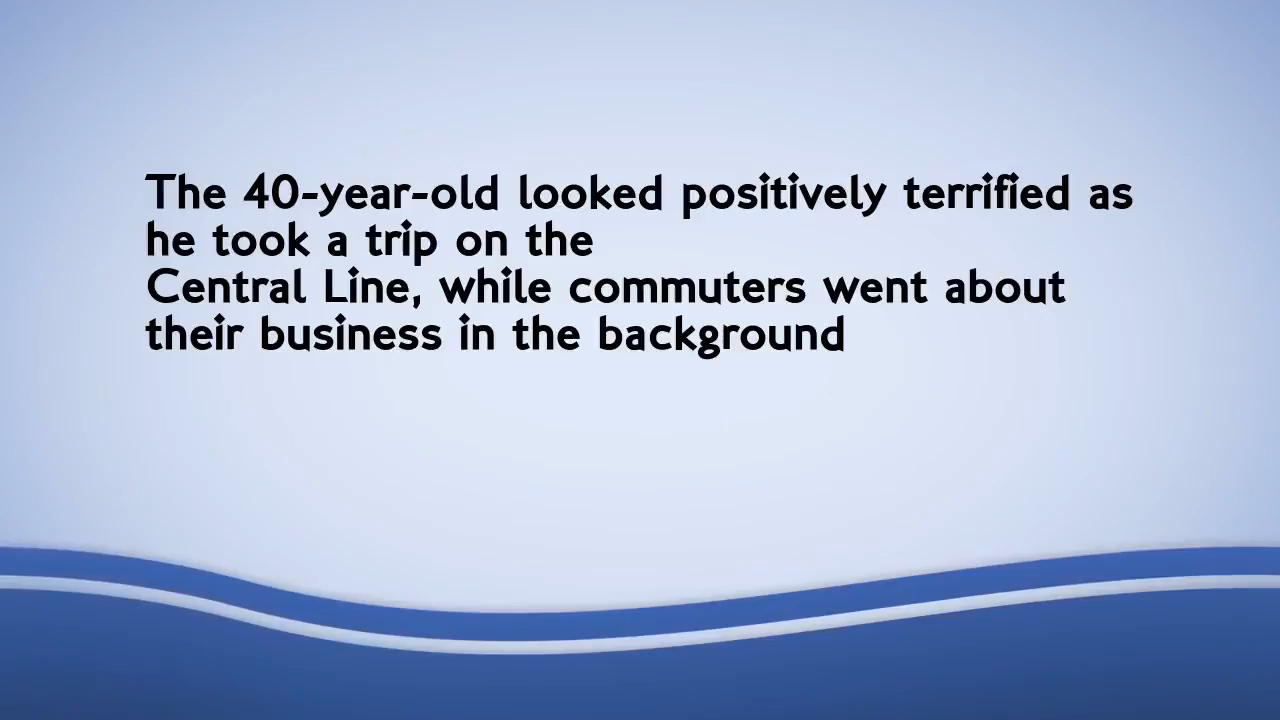 The 40-year-old looked positively terrified as
he took a trip on the
Central Line, while commuters went about
their business in the background